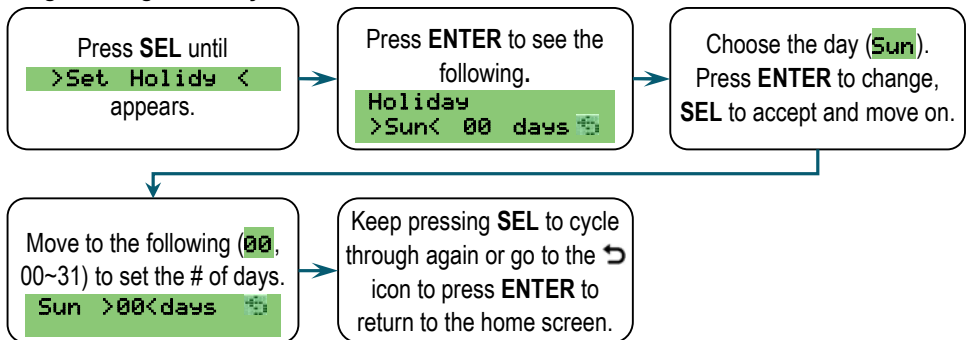 Press SEL until
>Set Holidy <
appears.
Press ENTER to see the
following.
Holiday
>Sun< 00 days
Choose the day (Sun).
Press ENTER to change,
SEL to accept and move on.
Move to the following (00,
00~31) to set the # of days.
Sun >00<days
Keep pressing SEL to cycle
through again or go to the ⮌
icon to press ENTER to
return to the home screen.